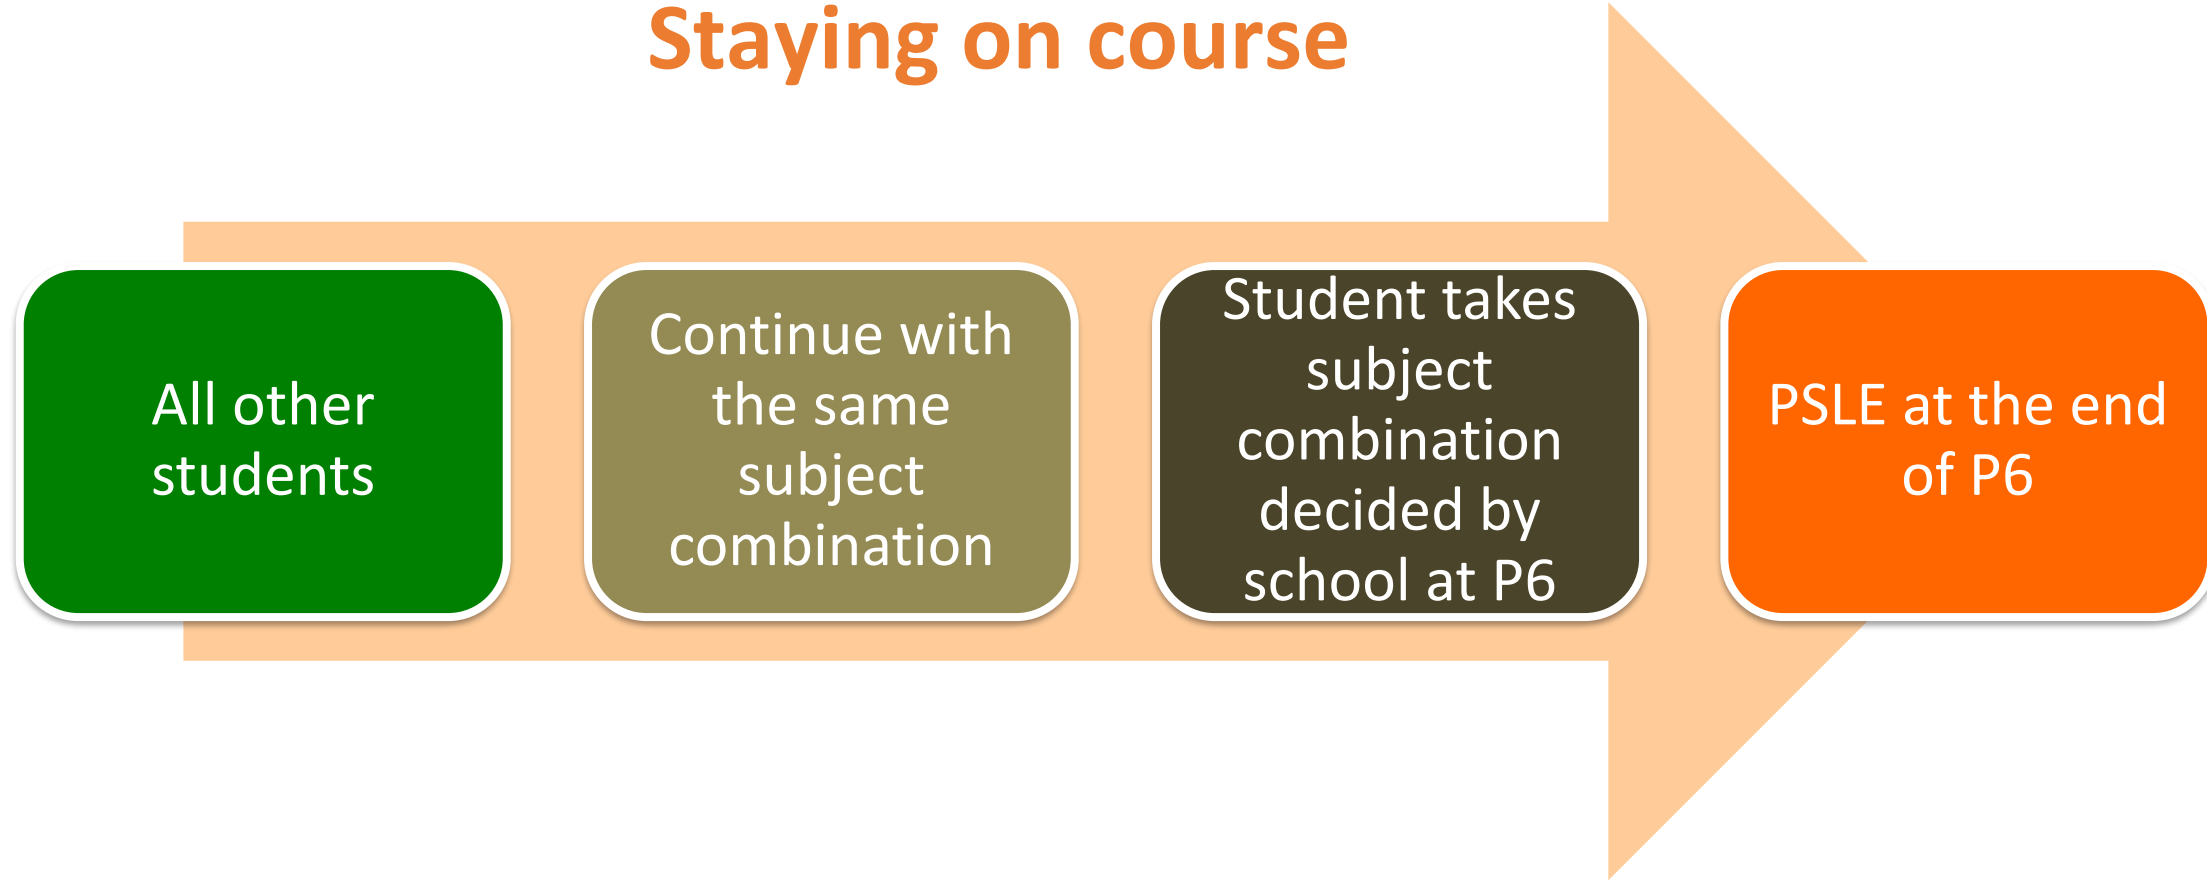 Staying on course
All other
students
Continue with
the same
subject
combination
Student takes
subject
combination
decided by
school at P6
PSLE at the end
of P6